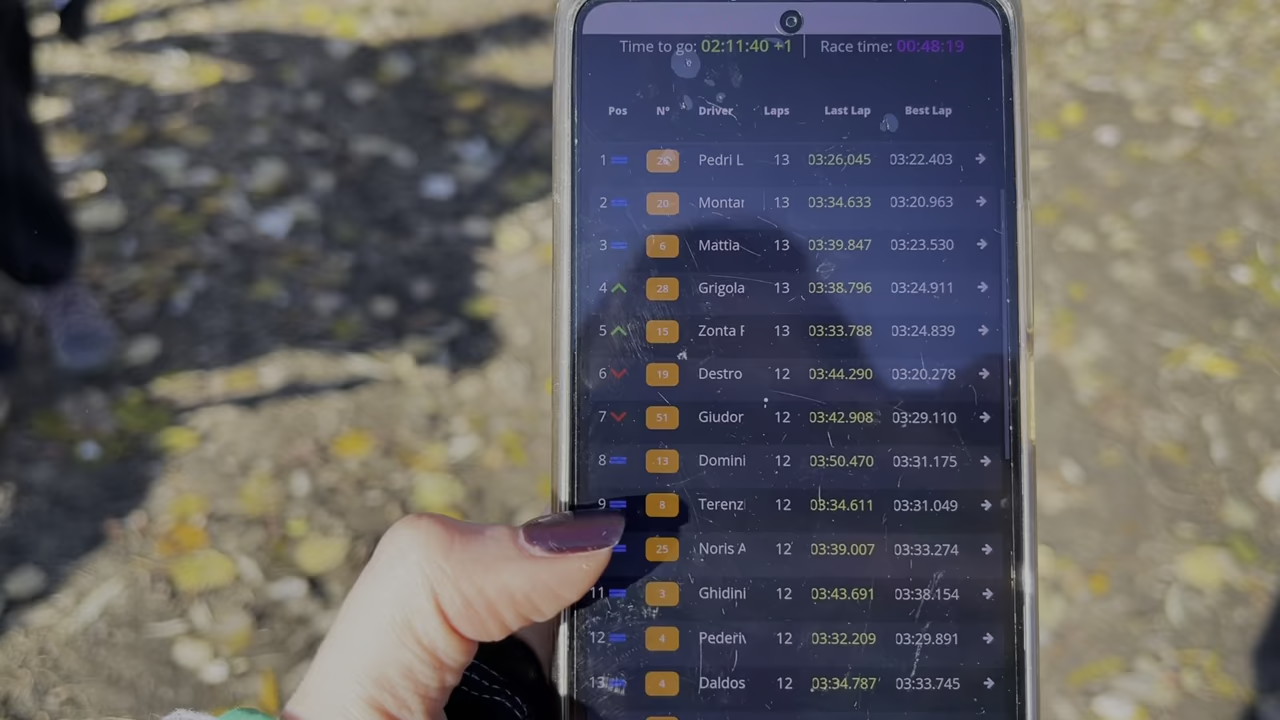 Time to go: 02:11:40 +1 Race time: 00:48:19
Pos Nº Driver Laps Last Lap Best Lap
1 Pedri L 13 03:26.045 03:22.403
2 20 Montar 13 03:34.633 03:20.963
3 6 Mattia 13 03:39.847 03:23.530
4 28 Grigola 13 03:38.796 03:24.911
5 15 Zonta F 13 03:33.788 03:24.839
6 19 Destro 12 03:44.290 03:20.278
7 51 Giudor 12 03:42.908 03:29.110
8 13 Domini 12 03:50.470 03:31.175
9 8 Terenz 12 03:34.611 03:31.049
25 Noris A 12 03:39.007 03:33.274
11 3 Ghidini 12 03:43.691 03:38.154
12 4 Pederiv 12 03:32.209 03:29.891
13 4 Daldos 12 03:34.787 03:33.745